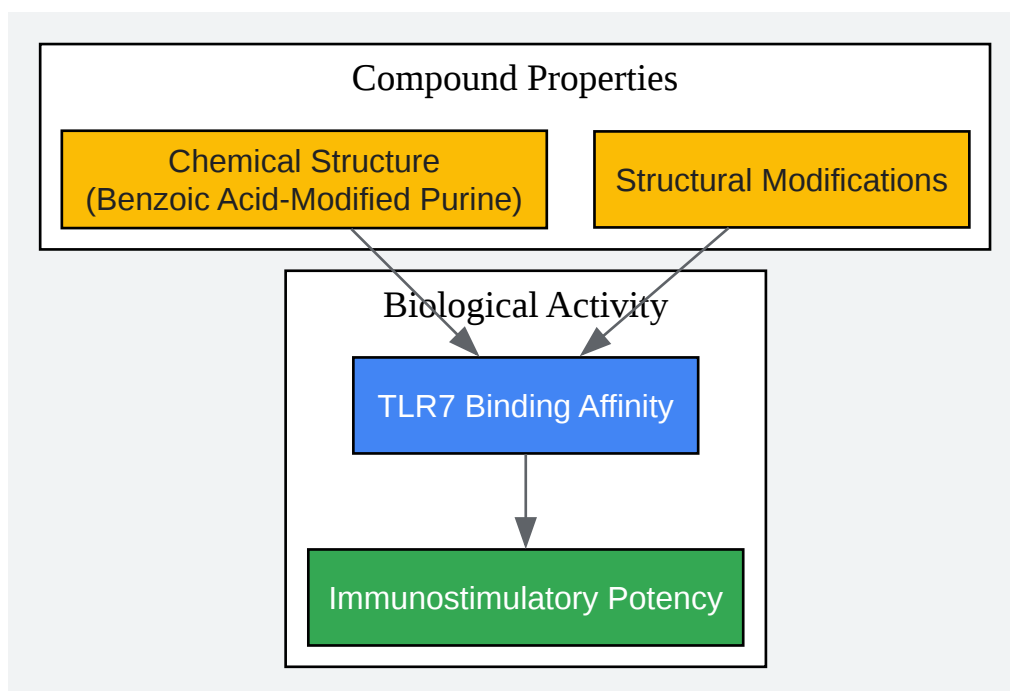 Compound Properties
Chemical Structure
(Benzoic Acid-Modified Purine)
Structural Modifications
Biological Activity
TLR7 Binding Affinity
Immunostimulatory Potency